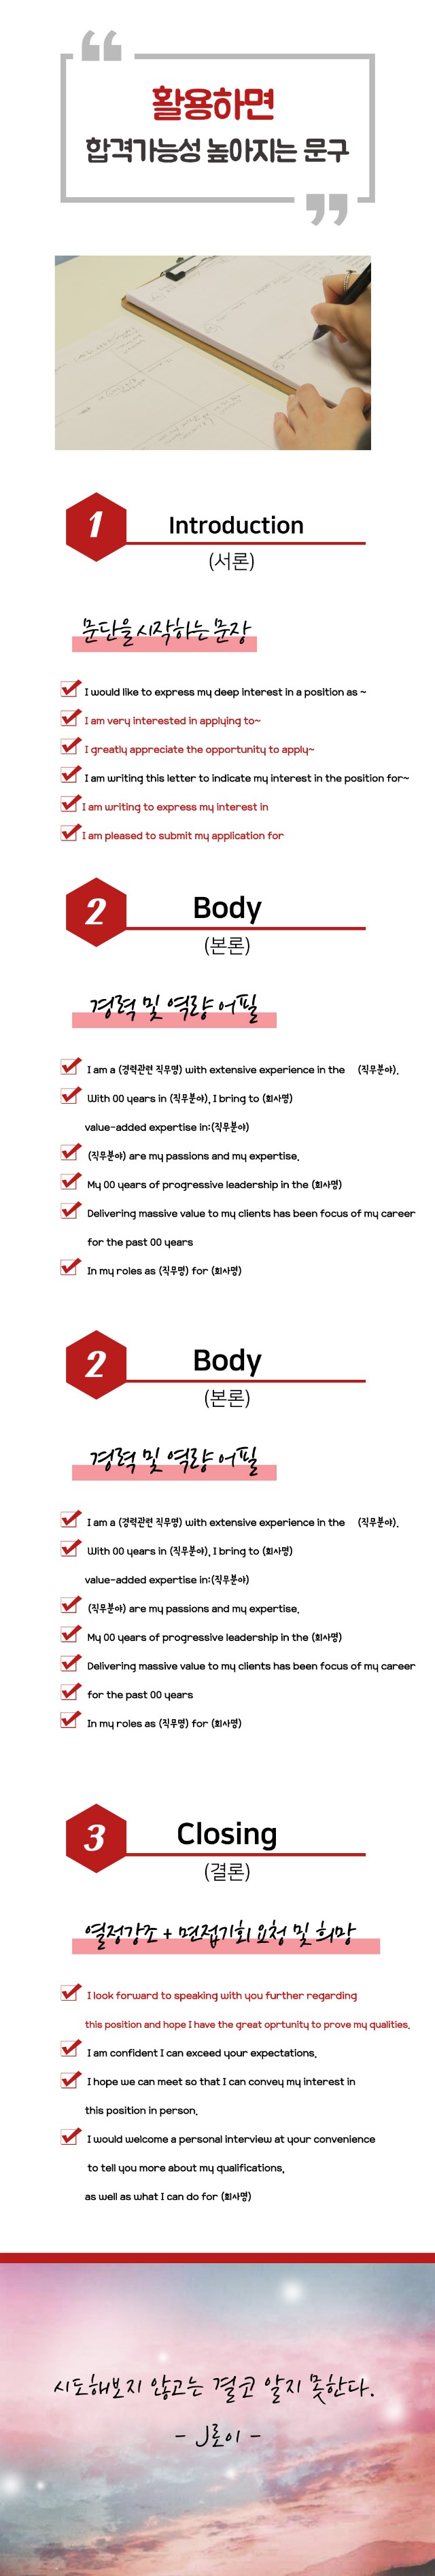 활용하면
합격가능성 높아지는 문구
1
Introduction
(서론)
문단을 시작하는 문장
I would like to express my deep interest in a position as ~
I am very interested in applying to~
I greatly appreciate the opportunity to apply~
I am writing this letter to indicate my interest in the position for~
I am writing to express my interest in
I am pleased to submit my application for
2
Body
(본론)
경력 및 역량 어필
I am a (경력관련 직무명) with extensive experience in the (직무분야).
With 00 years in (직무분야), I bring to (회사명)
value-added expertise in:(직무분야)
(직무분야) are my passions and my expertise.
My 00 years of progressive leadership in the (회사명)
Delivering massive value to my clients has been focus of my career
for the past 00 years
In my roles as (직무명) for (회사명)
2
Body
(본론)
경력 및 역량 어필
I am a (경력관련 직무명) with extensive experience in the (직무분야).
With 00 years in (직무분야), I bring to (회사명)
value-added expertise in:(직무분야)
(직무분야) are my passions and my expertise.
My 00 years of progressive leadership in the (회사명)
Delivering massive value to my clients has been focus of my career
for the past 00 years
In my roles as (직무명) for (회사명)
3
Closing
(결론)
열정강조 + 면접기회 요청 및 희망
I look forward to speaking with you further regarding
this position and hope I have the great oprtunity to prove my qualities.
I am confident I can exceed your expectations.
I hope we can meet so that I can convey my interest in
this position in person.
I would welcome a personal interview at your convenience
to tell you more about my qualifications,
as well as what I can do for (회사명)
시도해보지 않고는 결코 알지 못한다.
- J로이 -